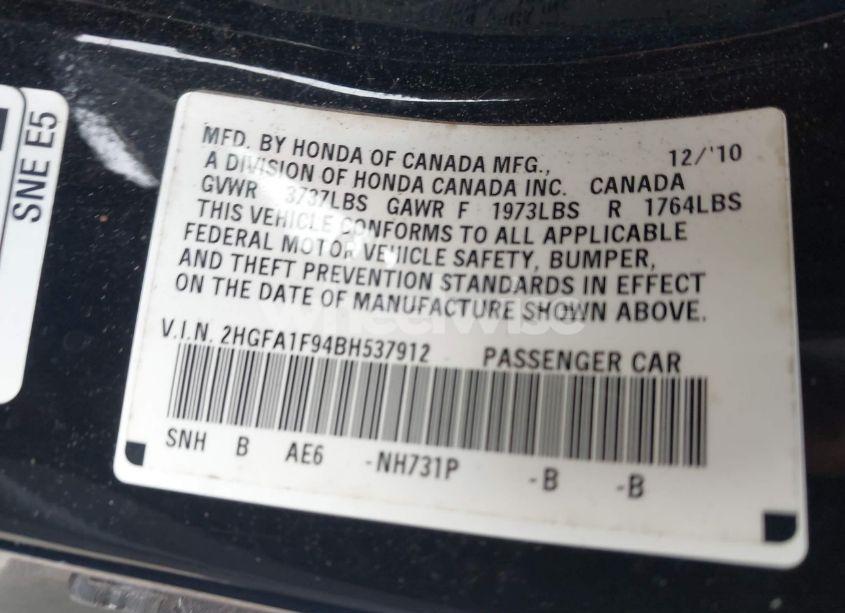 SNE E5
MFD. BY HONDA OF CANADA MFG., 12/'10
A DIVISION OF HONDA CANADA INC. CANADA
GVWR 3737LBS GAWR F 1973LBS R 1764LBS
THIS VEHICLE CONFORMS TO ALL APPLICABLE
FEDERAL MOTOR VEHICLE SAFETY, BUMPER,
AND THEFT PREVENTION STANDARDS IN EFFECT
ON THE DATE OF MANUFACTURE SHOWN ABOVE.
wheelwise
V.I.N. 2HGFA1F94BH537912 PASSENGER CAR
SNH B AE6 -NH731P -B -B